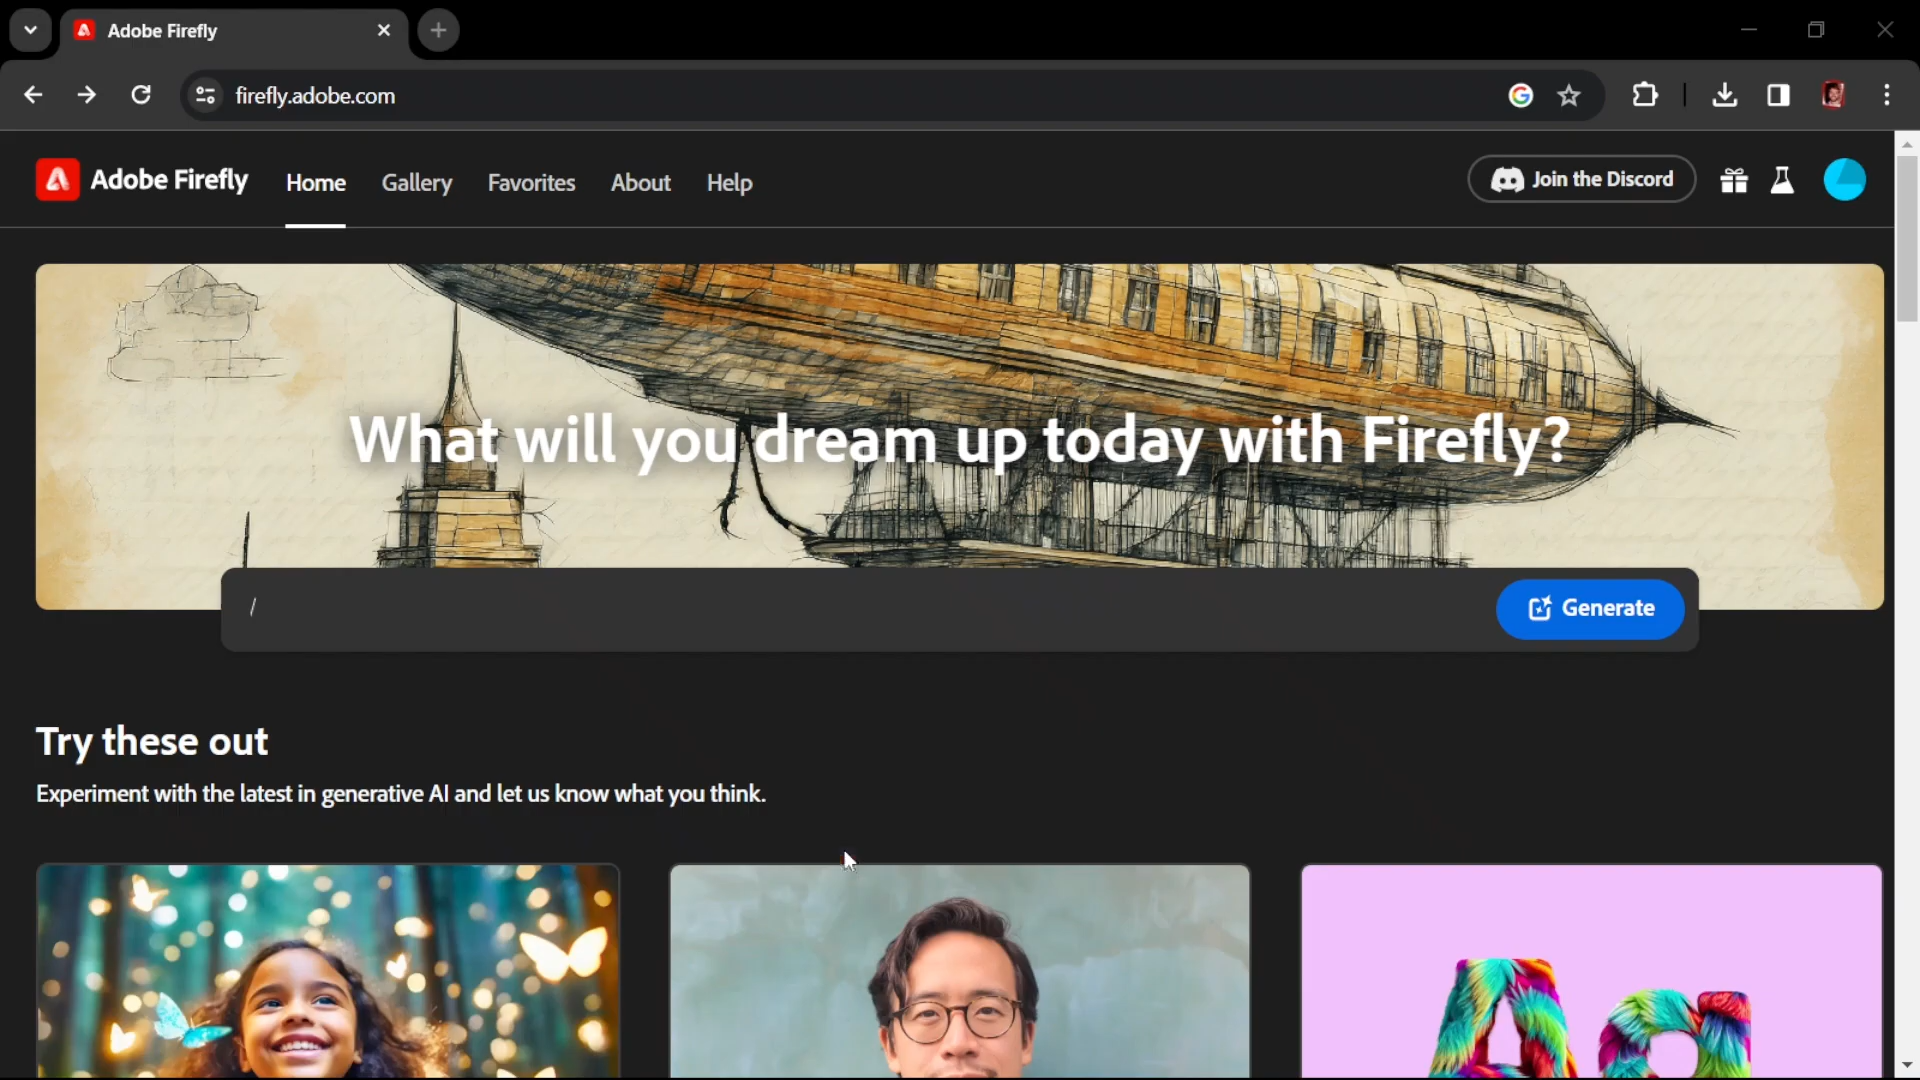 Adobe Firefly
firefly.adobe.com
Adobe Firefly
Home
Gallery
Favorites
About
Help
Join the Discord
What will you dream up today with Firefly?
/
Generate
Try these out
Experiment with the latest in generative AI and let us know what you think.
Aa